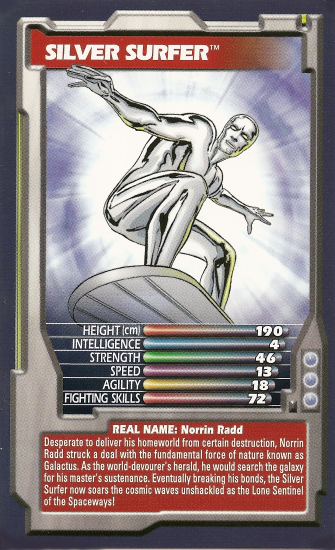 SILVER SURFER™
HEIGHT (cm) 190
INTELLIGENCE 4
STRENGTH 46
SPEED 13
AGILITY 18
FIGHTING SKILLS 72
REAL NAME: Norrin Radd
Desperate to deliver his homeworld from certain destruction, Norrin
Radd struck a deal with the fundamental force of nature known as
Galactus. As the world-devourer's herald, he would search the galaxy
for his master's sustenance. Eventually breaking his bonds, the Silver
Surfer now soars the cosmic waves unshackled as the Lone Sentinel
of the Spaceways!